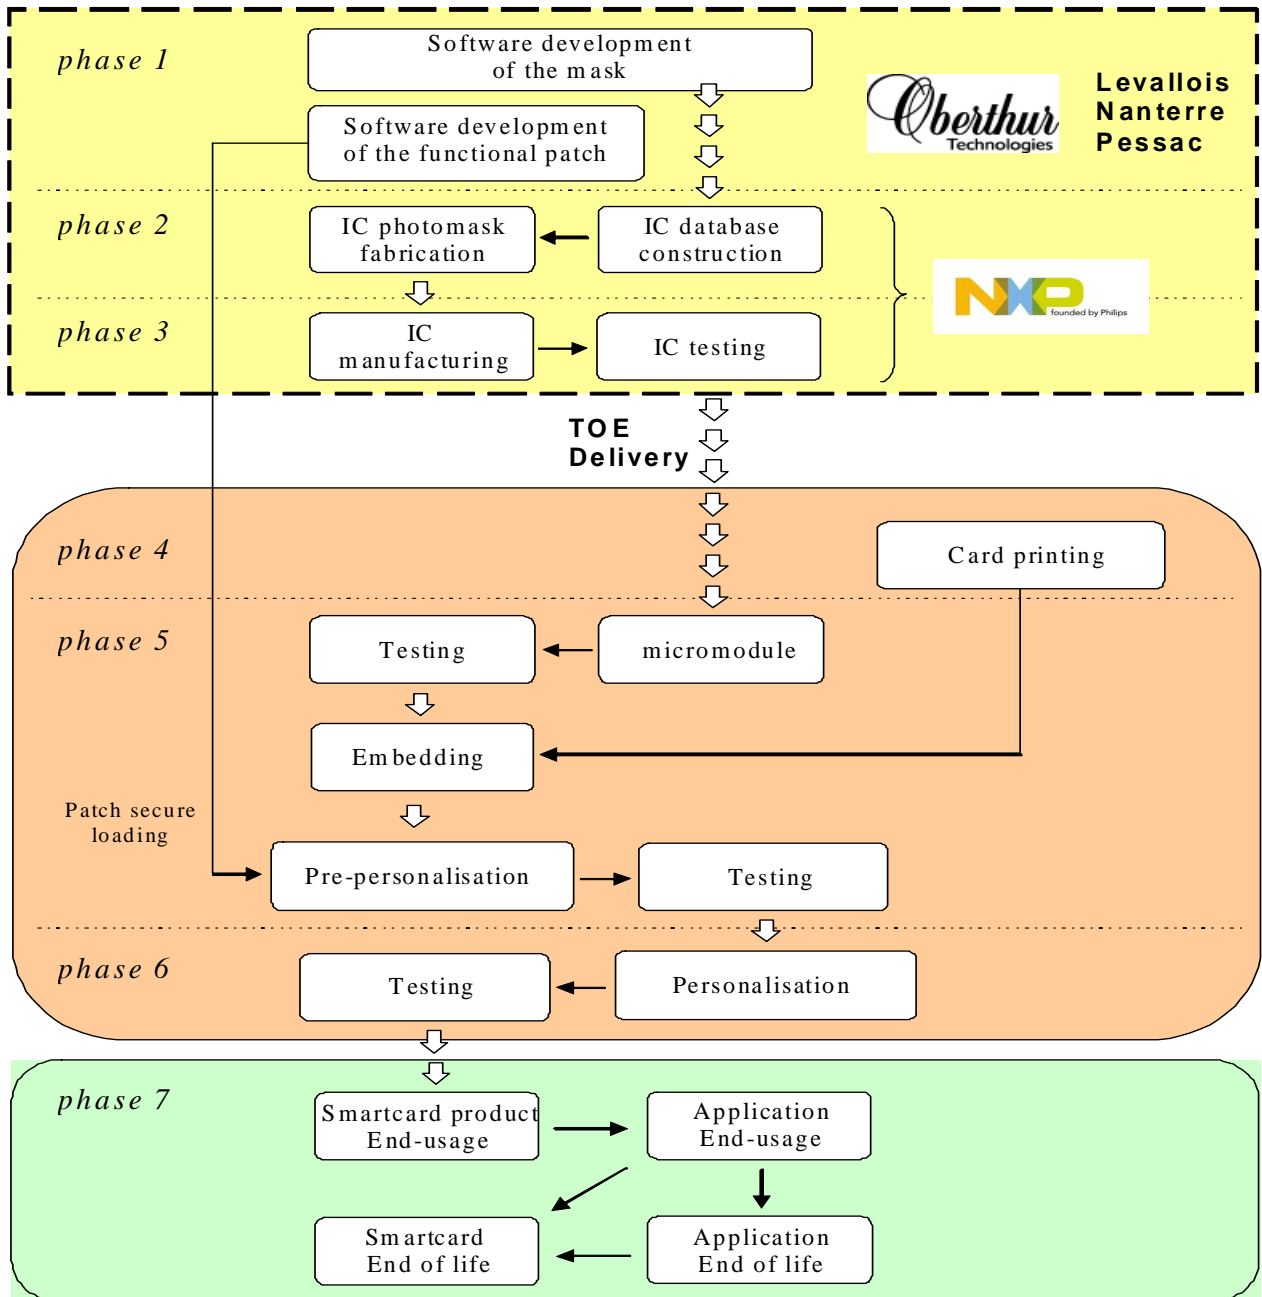 phase 1
Software development
of the mask
Software development
of the functional patch
Oberthur
Technologies
Levallois
Nanterre
Pessac
phase 2
IC photomask
fabrication
IC database
construction
NXP
founded by Philips
phase 3
IC
manufacturing
IC testing
TOE
Delivery
phase 4
Card printing
phase 5
Testing
micromodule
Embedding
Patch secure
loading
Pre-personalisation
Testing
phase 6
Testing
Personalisation
phase 7
Smartcard product
End-usage
Application
End-usage
Smartcard
End of life
Application
End of life